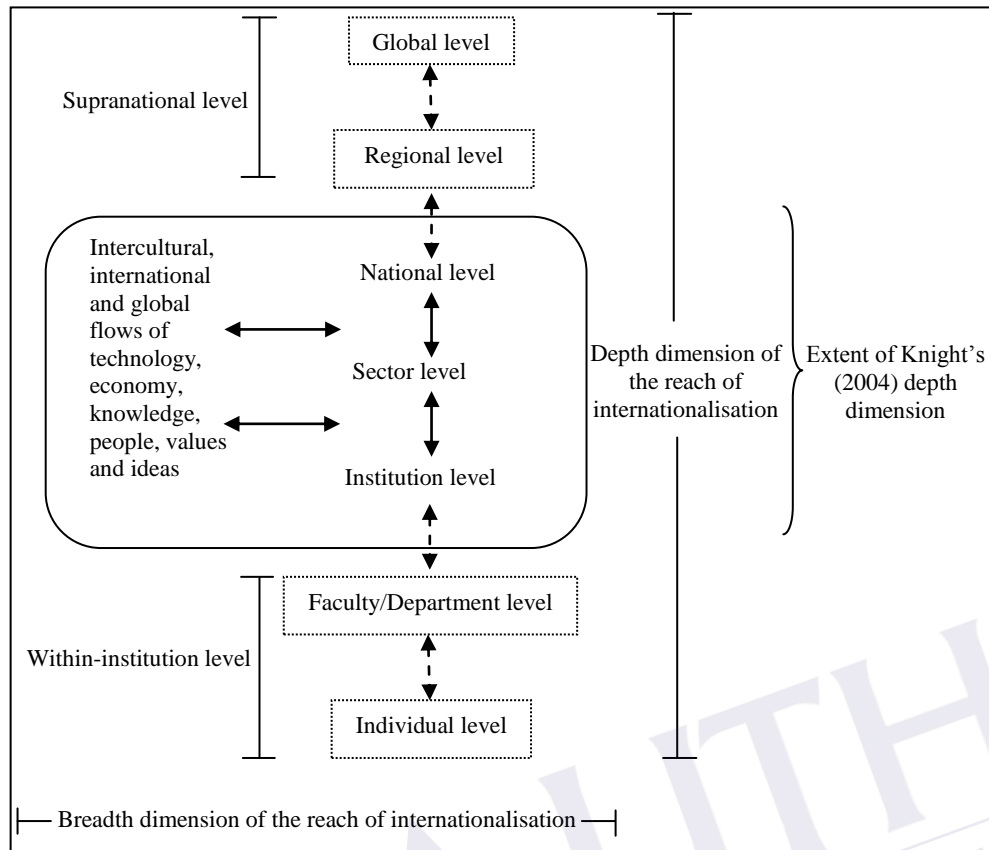 Global level
Supranational level
Regional level
Intercultural,
international
and global
flows of
technology,
economy,
knowledge,
people, values
and ideas
National level
Sector level
Institution level
Depth dimension of
the reach of
internationalisation
Extent of Knight’s
(2004) depth
dimension
Faculty/Department level
Within-institution level
Individual level
Breadth dimension of the reach of internationalisation